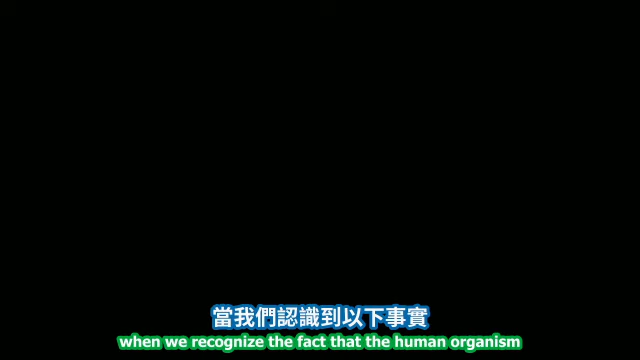 當我們認識到以下事實
when we recognize the fact that the human organism